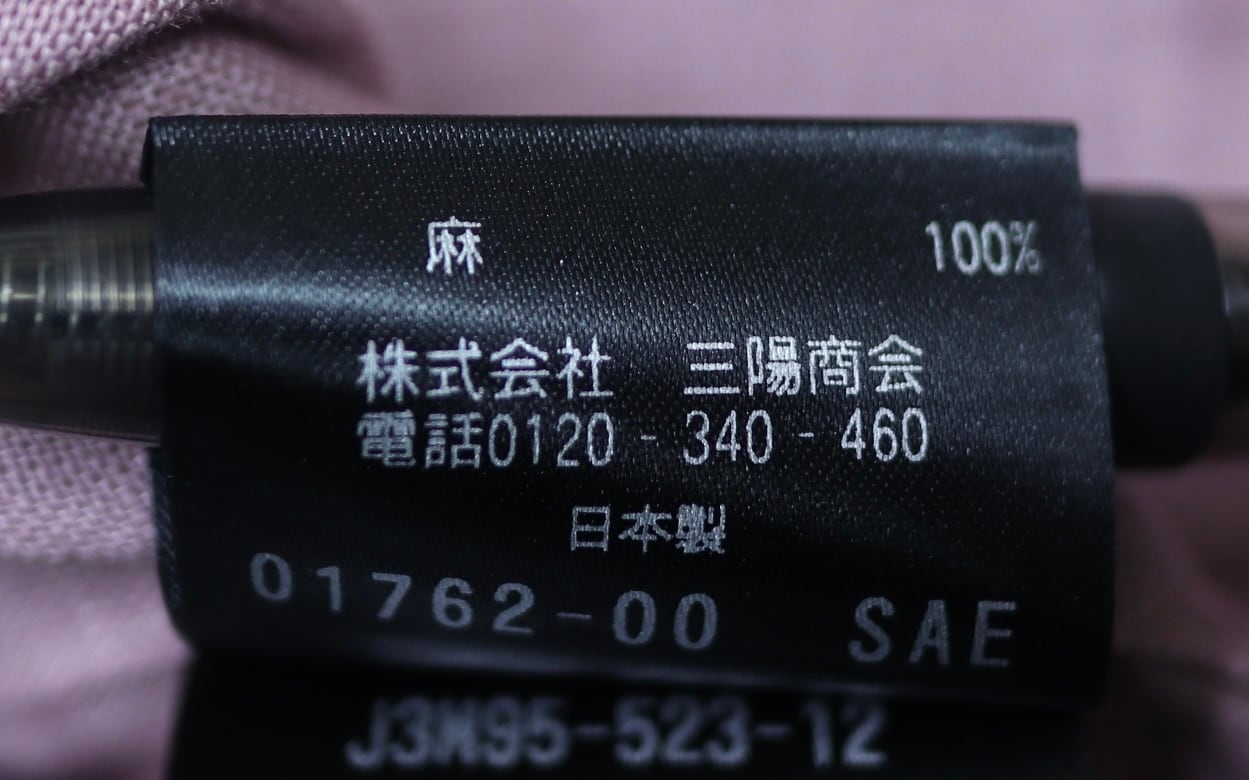 麻 100%
株式会社 三陽商会
電話0120-340-460
日本製
01762-00 SAE
J3M95-523-12